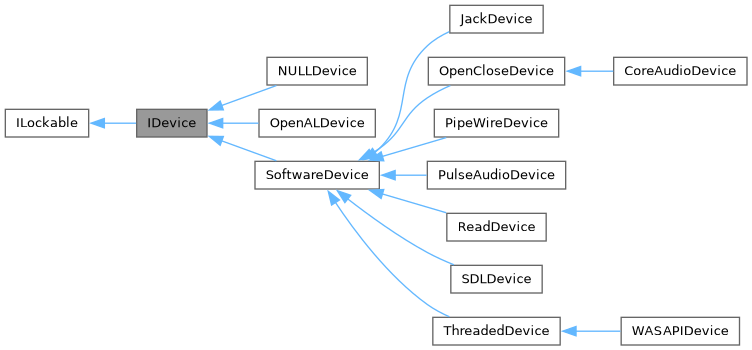 JackDevice
NULLDevice
OpenCloseDevice
CoreAudioDevice
ILockable
IDevice
OpenALDevice
PipeWireDevice
SoftwareDevice
PulseAudioDevice
ReadDevice
SDLDevice
ThreadedDevice
WASAPIDevice